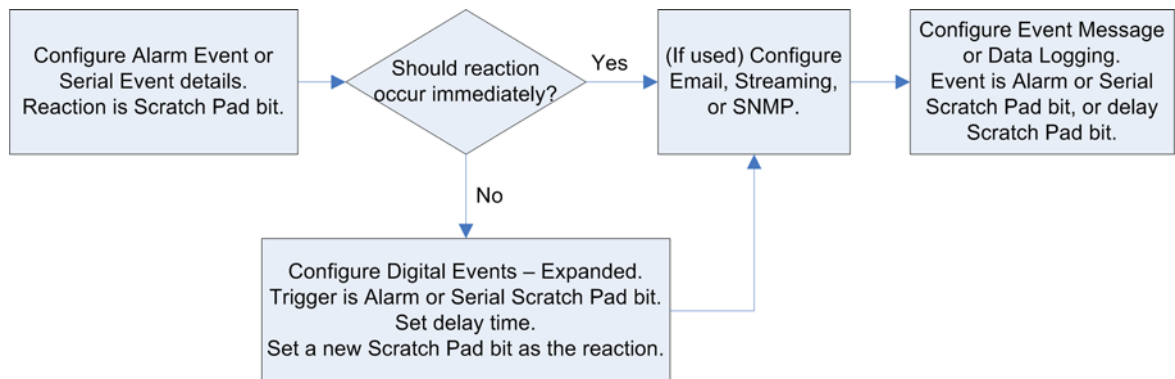 Configure Alarm Event or
Serial Event details.
Reaction is Scratch Pad bit.
Should reaction
occur immediately?
Yes
(If used) Configure
Email, Streaming,
or SNMP.
Configure Event Message
or Data Logging.
Event is Alarm or Serial
Scratch Pad bit, or delay
Scratch Pad bit.
No
Configure Digital Events – Expanded.
Trigger is Alarm or Serial Scratch Pad bit.
Set delay time.
Set a new Scratch Pad bit as the reaction.